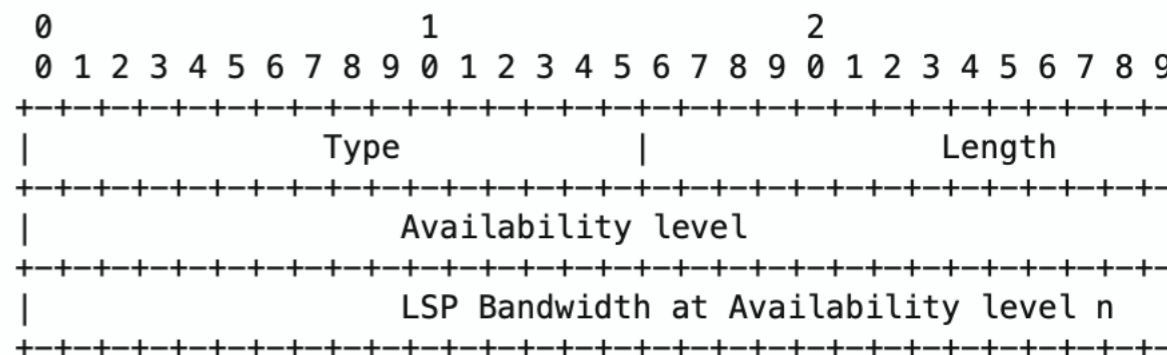 0                   1                   2
0 1 2 3 4 5 6 7 8 9 0 1 2 3 4 5 6 7 8 9 0 1 2 3 4 5 6 7 8 9
+-+-+-+-+-+-+-+-+-+-+-+-+-+-+-+-+-+-+-+-+-+-+-+-+-+-+-+-+-+-
|               Type            |               Length
+-+-+-+-+-+-+-+-+-+-+-+-+-+-+-+-+-+-+-+-+-+-+-+-+-+-+-+-+-+-
|                   Availability level
+-+-+-+-+-+-+-+-+-+-+-+-+-+-+-+-+-+-+-+-+-+-+-+-+-+-+-+-+-+-
|                   LSP Bandwidth at Availability level n
+-+-+-+-+-+-+-+-+-+-+-+-+-+-+-+-+-+-+-+-+-+-+-+-+-+-+-+-+-+-